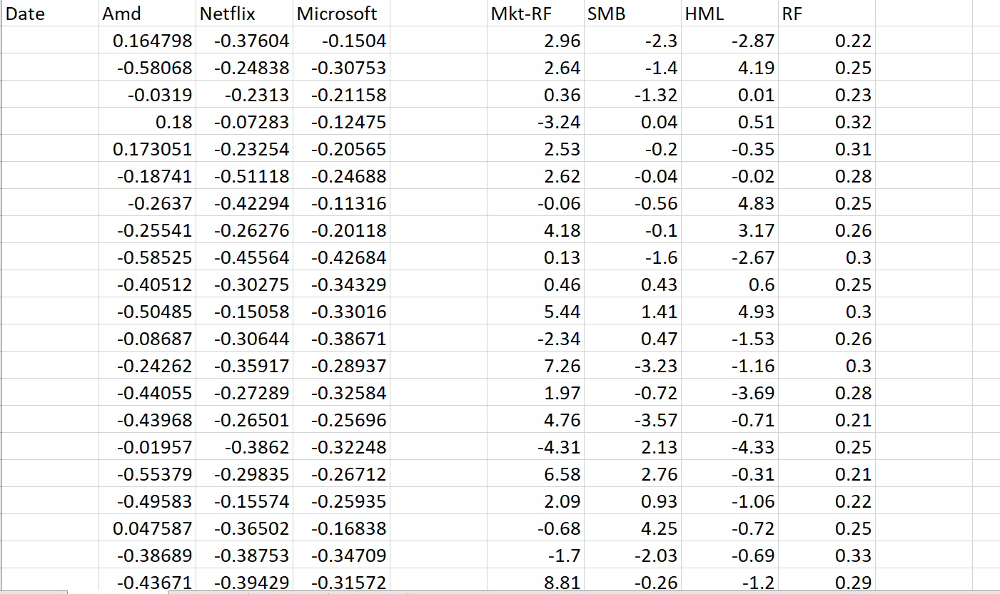 Date Amd Netflix Microsoft Mkt-RF SMB HML RF
0.164798 -0.37604 -0.1504 2.96 -2.3 -2.87 0.22
-0.58068 -0.24838 -0.30753 2.64 -1.4 4.19 0.25
-0.0319 -0.2313 -0.21158 0.36 -1.32 0.01 0.23
0.18 -0.07283 -0.12475 -3.24 0.04 0.51 0.32
0.173051 -0.23254 -0.20565 2.53 -0.2 -0.35 0.31
-0.18741 -0.51118 -0.24688 2.62 -0.04 -0.02 0.28
-0.2637 -0.42294 -0.11316 -0.06 -0.56 4.83 0.25
-0.25541 -0.26276 -0.20118 4.18 -0.1 3.17 0.26
-0.58525 -0.45564 -0.42684 0.13 -1.6 -2.67 0.3
-0.40512 -0.30275 -0.34329 0.46 0.43 0.6 0.25
-0.50485 -0.15058 -0.33016 5.44 1.41 4.93 0.3
-0.08687 -0.30644 -0.38671 -2.34 0.47 -1.53 0.26
-0.24262 -0.35917 -0.28937 7.26 -3.23 -1.16 0.3
-0.44055 -0.27289 -0.32584 1.97 -0.72 -3.69 0.28
-0.43968 -0.26501 -0.25696 4.76 -3.57 -0.71 0.21
-0.01957 -0.3862 -0.32248 -4.31 2.13 -4.33 0.25
-0.55379 -0.29835 -0.26712 6.58 2.76 -0.31 0.21
-0.49583 -0.15574 -0.25935 2.09 0.93 -1.06 0.22
0.047587 -0.36502 -0.16838 -0.68 4.25 -0.72 0.25
-0.38689 -0.38753 -0.34709 -1.7 -2.03 -0.69 0.33
-0.43671 -0.39429 -0.31572 8.81 -0.26 -1.2 0.29